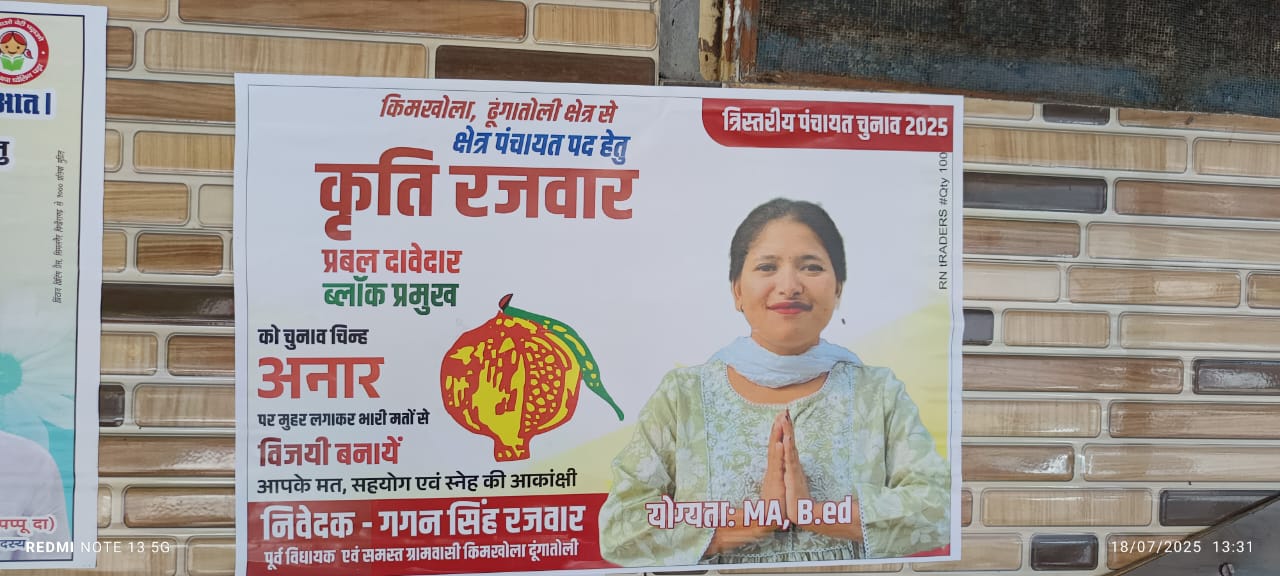 आत।
किमखोला, ढूंगातोली क्षेत्र से
क्षेत्र पंचायत पद हेतु
कृति रजवार
त्रिस्तरीय पंचायत चुनाव 2025
RN tRADERS #Qty 100
प्रबल दावेदार
ब्लॉक प्रमुख
को चुनाव चिन्ह
अनार
पर मुहर लगाकर भारी मतों से
विजयी बनायें
आपके मत, सहयोग एवं स्नेह की आकांक्षी
निवेदक - गगन सिंह रजवार
पूर्व विधायक एवं समस्त ग्रामवासी किमखोला ढूंगातोली
योग्यता: MA, B.ed
पप्पू दा)
REDMI NOTE 13 5G
18/07/2025 13:31